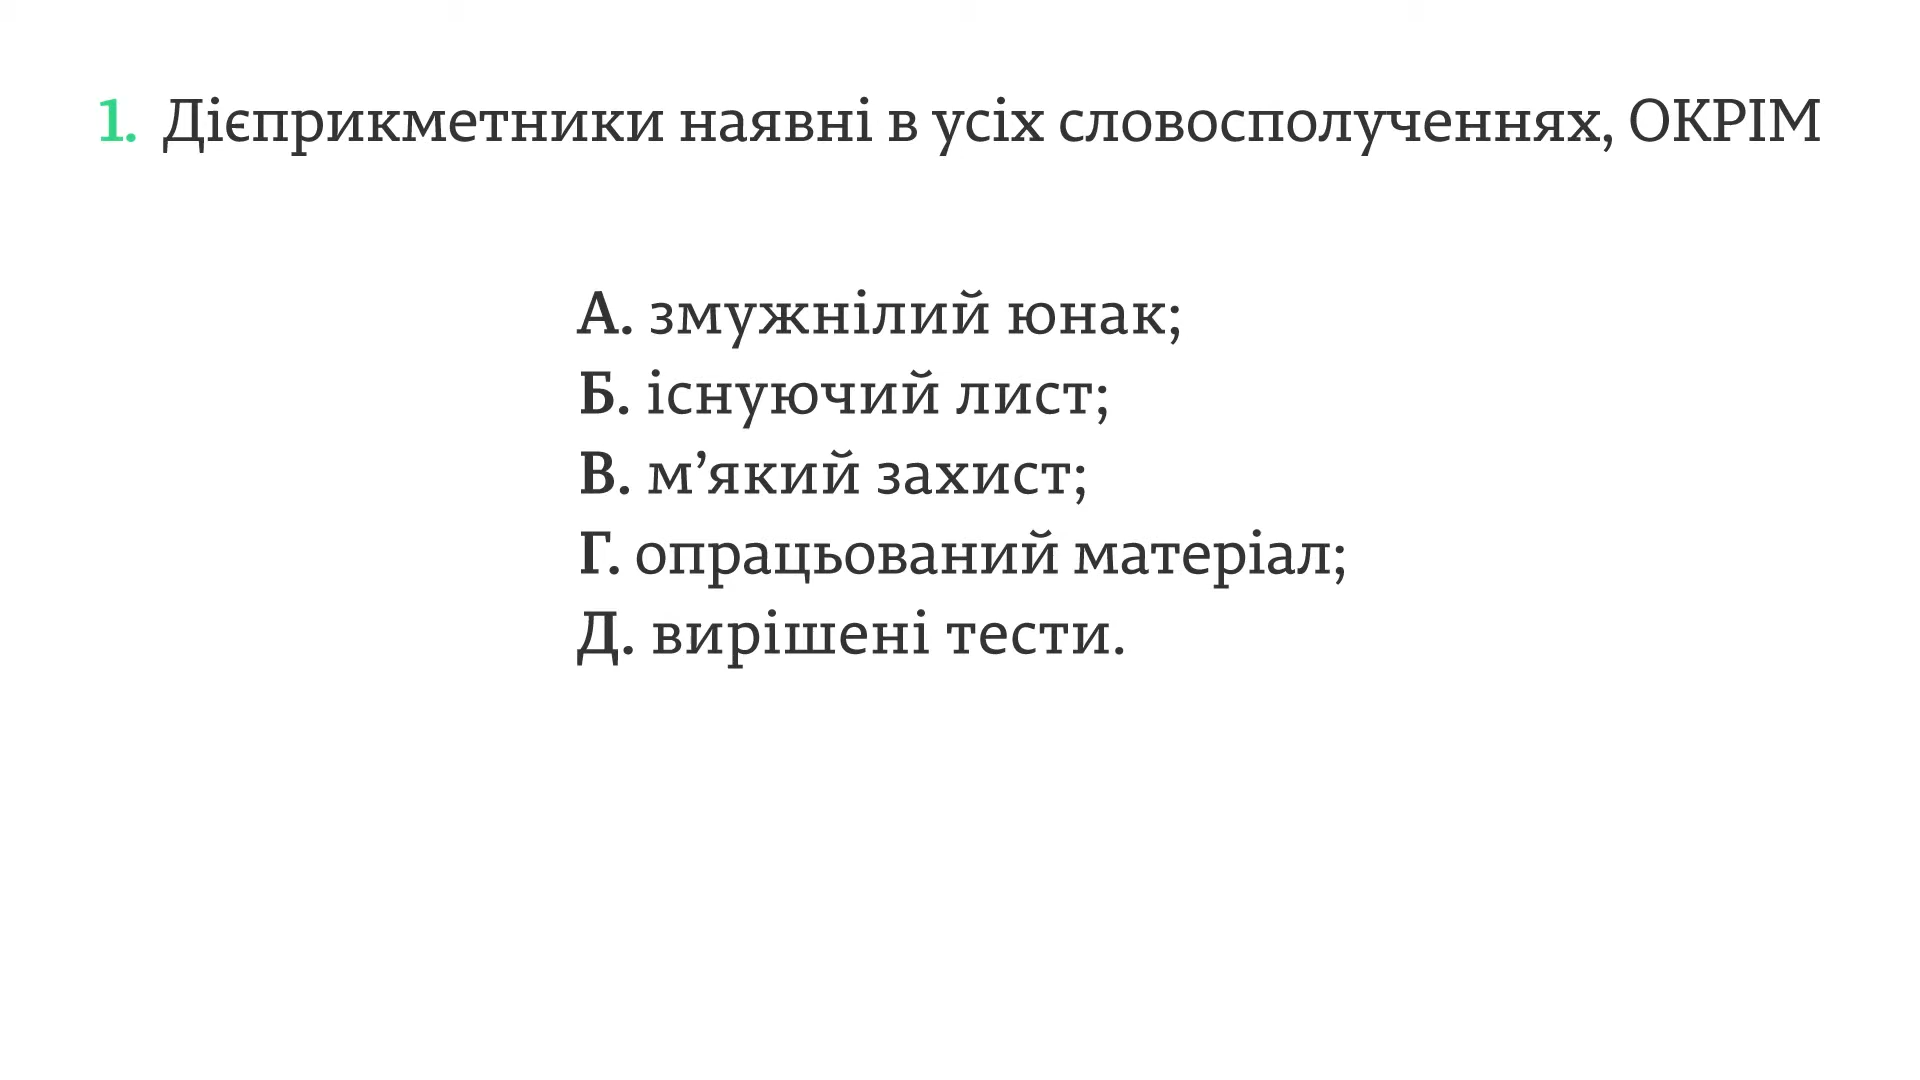 1. Дієприкметники наявні в усіх словосполученнях, ОКРІМ
А. змужнілий юнак;
Б. існуючий лист;
В. м’який захист;
Г. опрацьований матеріал;
Д. вирішені тести.